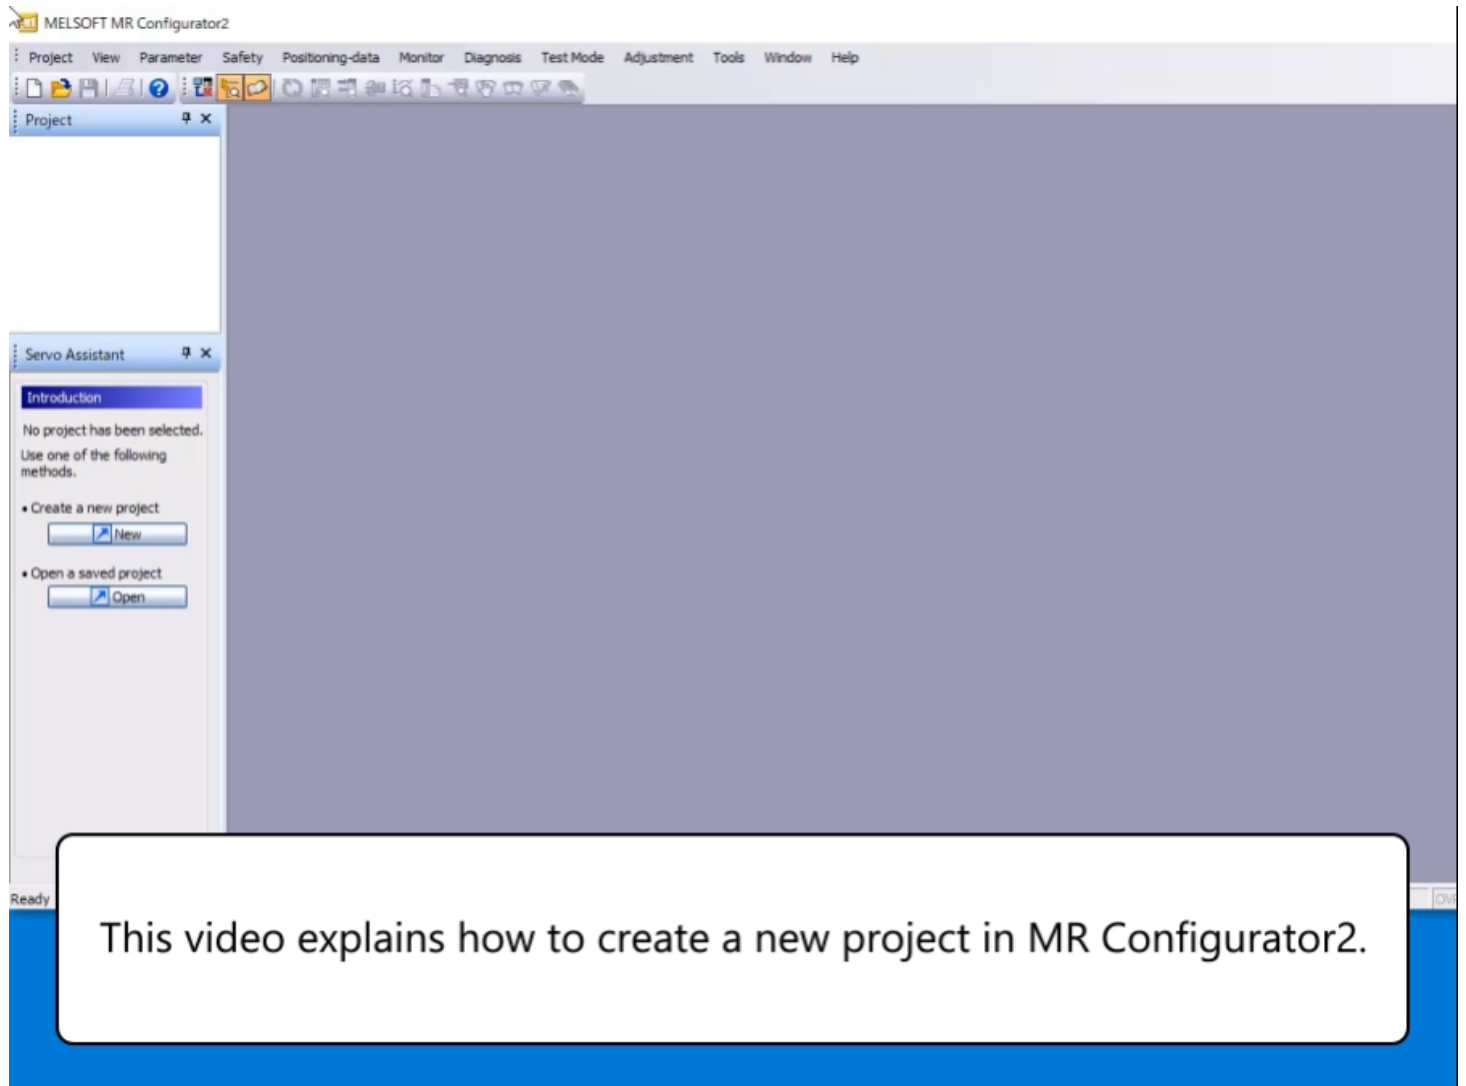 MELSOFT MR Configurator2
Project View Parameter Safety Positioning-data Monitor Diagnosis Test Mode Adjustment Tools Window Help
Project
Servo Assistant
Introduction
No project has been selected.
Use one of the following
methods.
• Create a new project
New
• Open a saved project
Open
Ready
This video explains how to create a new project in MR Configurator2.